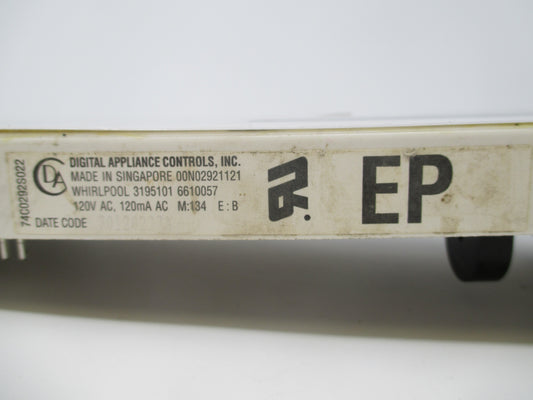 DIGITAL APPLIANCE CONTROLS, INC.
MADE IN SINGAPORE 00N02921121
WHIRLPOOL 3195101 6610057
120V AC, 120mA AC M:134 E:B
DATE CODE
74C0292S022
EP